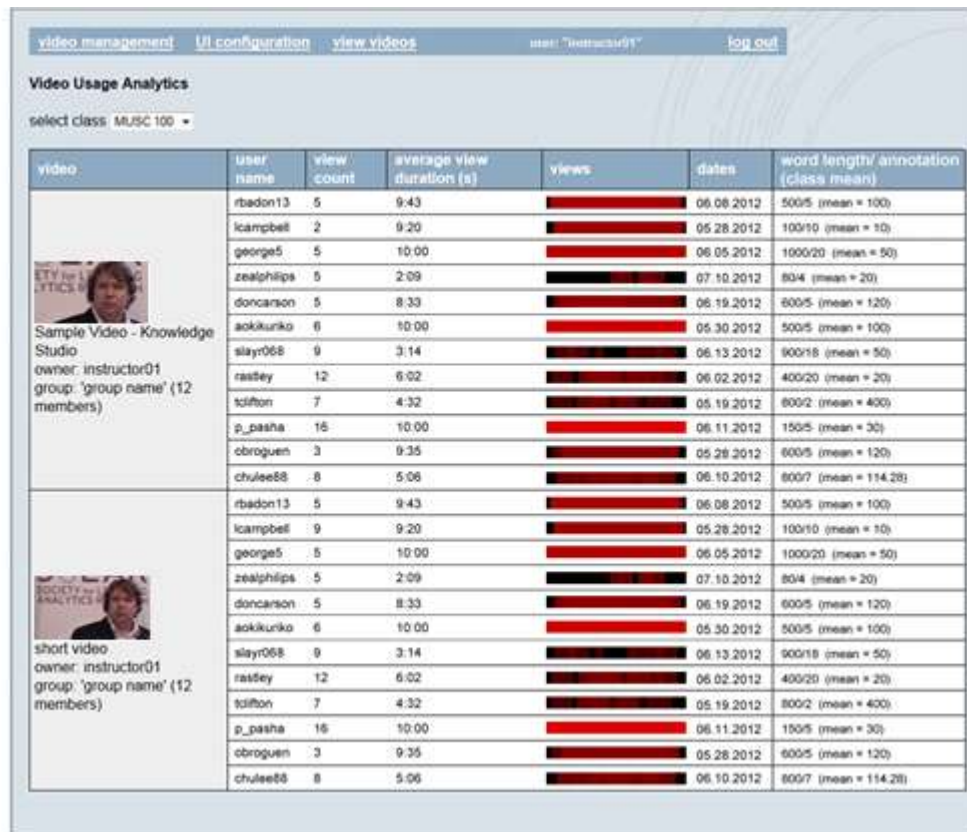 video management UI configuration view videos user: "instructor01" log out
Video Usage Analytics
select class MUSC 100
video user name view count average view duration (s) views dates word length/ annotation (class mean)
rbadon13 5 9:43 06.08.2012 500/5 (mean = 100)
lcampbell 2 9:20 05.28.2012 100/10 (mean = 10)
george5 5 10:00 06.05.2012 1000/20 (mean = 50)
zealphilips 5 2:09 07.10.2012 80/4 (mean = 20)
doncarson 5 8:33 06.19.2012 600/5 (mean = 120)
aokikuriko 6 10:00 05.30.2012 500/5 (mean = 100)
slayr068 9 3:14 06.13.2012 900/18 (mean = 50)
rastley 12 6:02 06.02.2012 400/20 (mean = 20)
tclifton 7 4:32 05.19.2012 800/2 (mean = 400)
p_pasha 16 10:00 06.11.2012 150/5 (mean = 30)
obroguen 3 9:35 05.28.2012 600/5 (mean = 120)
chulee88 8 5:06 06.10.2012 800/7 (mean = 114.28)
Sample Video - Knowledge
Studio
owner: instructor01
group: 'group name' (12
members)
rbadon13 5 9:43 06.08.2012 500/5 (mean = 100)
lcampbell 9 9:20 05.28.2012 100/10 (mean = 10)
george5 5 10:00 06.05.2012 1000/20 (mean = 50)
zealphilips 5 2:09 07.10.2012 80/4 (mean = 20)
doncarson 5 8:33 06.19.2012 600/5 (mean = 120)
aokikuriko 6 10:00 05.30.2012 500/5 (mean = 100)
slayr068 9 3:14 06.13.2012 900/18 (mean = 50)
rastley 12 6:02 06.02.2012 400/20 (mean = 20)
tclifton 7 4:32 05.19.2012 800/2 (mean = 400)
p_pasha 16 10:00 06.11.2012 150/5 (mean = 30)
obroguen 3 9:35 05.28.2012 600/5 (mean = 120)
chulee88 8 5:06 06.10.2012 800/7 (mean = 114.28)
SOCIETY for
ANALYTICS
short video
owner: instructor01
group: 'group name' (12
members)